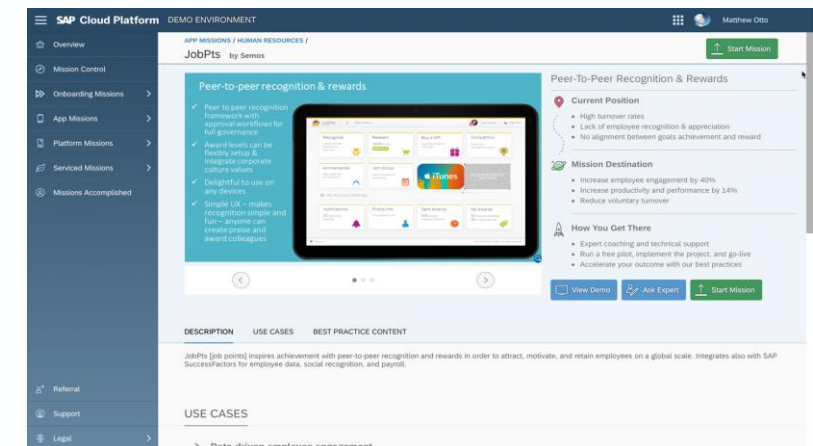 SAP Cloud Platform DEMO ENVIRONMENT
Matthew Otto
Overview
Mission Control
Onboarding Missions
App Missions
Platform Missions
Serviced Missions
Missions Accomplished
Referral
Support
Legal
APP MISSIONS / HUMAN RESOURCES /
JobPts by Semos
Start Mission
Peer-to-peer recognition & rewards
Peer to peer recognition
framework with
approval workflows for
full governance
Award levels can be
flexibly setup &
integrate corporate
culture values
Delightful to use on
any devices
Simple UX – makes
recognition simple and
fun – anyone can
create praise and
award colleagues
iTunes
Peer-To-Peer Recognition & Rewards
Current Position
• High turnover rates
• Lack of employee recognition & appreciation
• No alignment between goals achievement and reward
Mission Destination
• Increase employee engagement by 40%
• Increase productivity and performance by 14%
• Reduce voluntary turnover
How You Get There
• Expert coaching and technical support
• Run a free pilot, implement the project, and go-live
• Accelerate your outcome with our best practices
View Demo Ask Expert Start Mission
DESCRIPTION USE CASES BEST PRACTICE CONTENT
JobPts [job points] inspires achievement with peer-to-peer recognition and rewards in order to attract, motivate, and retain employees on a global scale. Integrates also with SAP
SuccessFactors for employee data, social recognition, and payroll.
USE CASES
Data driven employee engagement